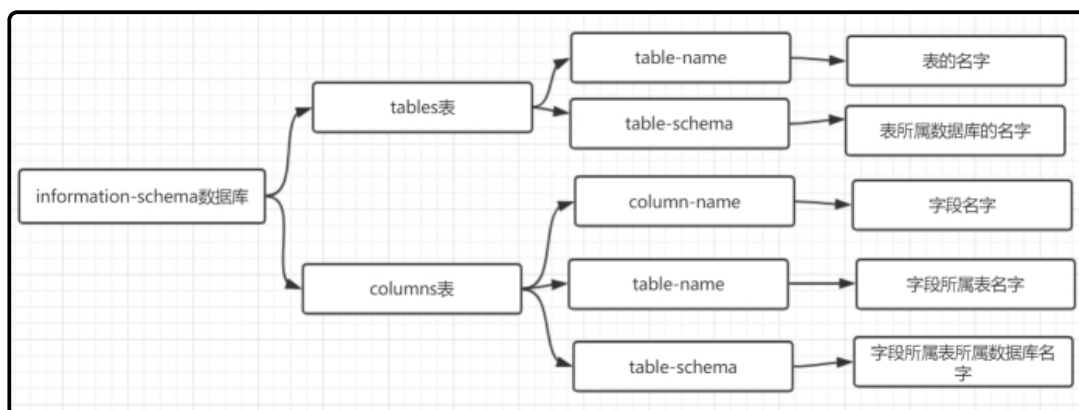 information-schema数据库
tables表
table-name
表的名字
table-schema
表所属数据库的名字
columns表
column-name
字段名字
table-name
字段所属表名字
table-schema
字段所属表所属数据库名
字